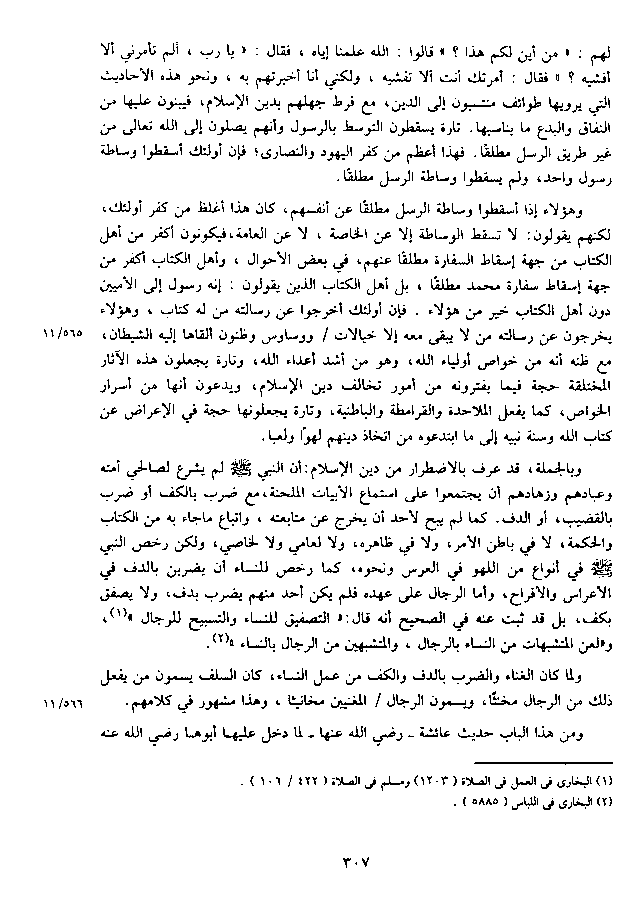 لهم : « من أين لكم هذا ؟ » قالوا : الله علمنا إياه ، فقال : « يا رب ، ألم تأمرني ألا
أفشيه ؟ » فقال : أمرتك أنت ألا تفشيه ، ولكني أنا أخبرتهم به ، ونحو هذه الأحاديث
التي يرويها طوائف منتسبون إلى الدين، مع فرط جهلهم بدين الإسلام، فيبنون عليها من
النفاق والبدع ما يناسبها. تارة يسقطون التوسط بالرسول وأنهم يصلون إلى الله تعالى من
غير طريق الرسل مطلقًا. فهذا أعظم من كفر اليهود والنصارى؛ فإن أولئك أسقطوا وساطة
رسول واحد، ولم يسقطوا وساطة الرسل مطلقًا.
وهؤلاء إذا أسقطوا وساطة الرسل مطلقا عن أنفسهم، كان هذا أغلظ من كفر أولئك،
لكنهم يقولون: لا تسقط الوساطة إلا عن الخاصة ، لا عن العامة،فيكونون أكفر من أهل
الكتاب من جهة إسقاط السفارة مطلقًا عنهم، في بعض الأحوال ، وأهل الكتاب أكفر من
جهة إسقاط سفارة محمد مطلقا ، بل أهل الكتاب الذين يقولون : إنه رسول إلى الأميين
دون أهل الكتاب خير من هؤلاء . فإن أولئك أخرجوا عن رسالته من له كتاب ، وهؤلاء
يخرجون عن رسالته من لا يبقى معه إلا خيالات / ووساوس وظنون ألقاها إليه الشيطان، ١١/٥٦٥
مع ظنه أنه من خواص أولياء الله، وهو من أشد أعداء الله، وتارة يجعلون هذه الآثار
المختلقة حجة فيما يفترونه من أمور تخالف دين الإسلام، ويدعون أنها من أسرار
الخواص، كما يفعل الملاحدة والقرامطة والباطنية، وتارة يجعلونها حجة في الإعراض عن
كتاب الله وسنة نبيه إلى ما ابتدعوه من اتخاذ دينهم لهوًا ولعبا.
وبالجملة، قد عرف بالاضطرار من دين الإسلام:أن النبي ﷺ لم يشرع لصالحي أمته
وعبادهم وزهادهم أن يجتمعوا على استماع الأبيات الملحنة،مع ضرب بالكف أو ضرب
بالقضيب، أو الدف. كما لم يبح لأحد أن يخرج عن متابعته ، واتباع ماجاء به من الكتاب
والحكمة، لا في باطن الأمر، ولا في ظاهره، ولا لعامي ولا لخاصي، ولكن رخص النبي
ﷺ في أنواع من اللهو في العرس ونحوه، كما رخص للنساء أن يضربن بالدف في
الأعراس والأفراح، وأما الرجال على عهده فلم يكن أحد منهم يضرب بدف، ولا يصفق
بكف، بل قد ثبت عنه في الصحيح أنه قال:« التصفيق للنساء والتسبيح للرجال »(١)،
و«لعن المتشبهات من النساء بالرجال ، والمتشبهين من الرجال بالنساء »(٢).
ولما كان الغناء والضرب بالدف والكف من عمل النساء، كان السلف يسمون من يفعل
ذلك من الرجال مخنثًا، ويسمون الرجال / المغنيين مخانيثًا ، وهذا مشهور في كلامهم. ١١/٥٦٦
ومن هذا الباب حديث عائشة ـ رضي الله عنها ـ لما دخل عليها أبوها رضي الله عنه
(١) البخارى فى العمل فى الصلاة (١٢٠٣) ومسلم فى الصلاة (٤٢٢ / ١٠٦ ) .
(٢) البخارى فى اللباس ( ٥٨٨٥ ) .
٣٠٧